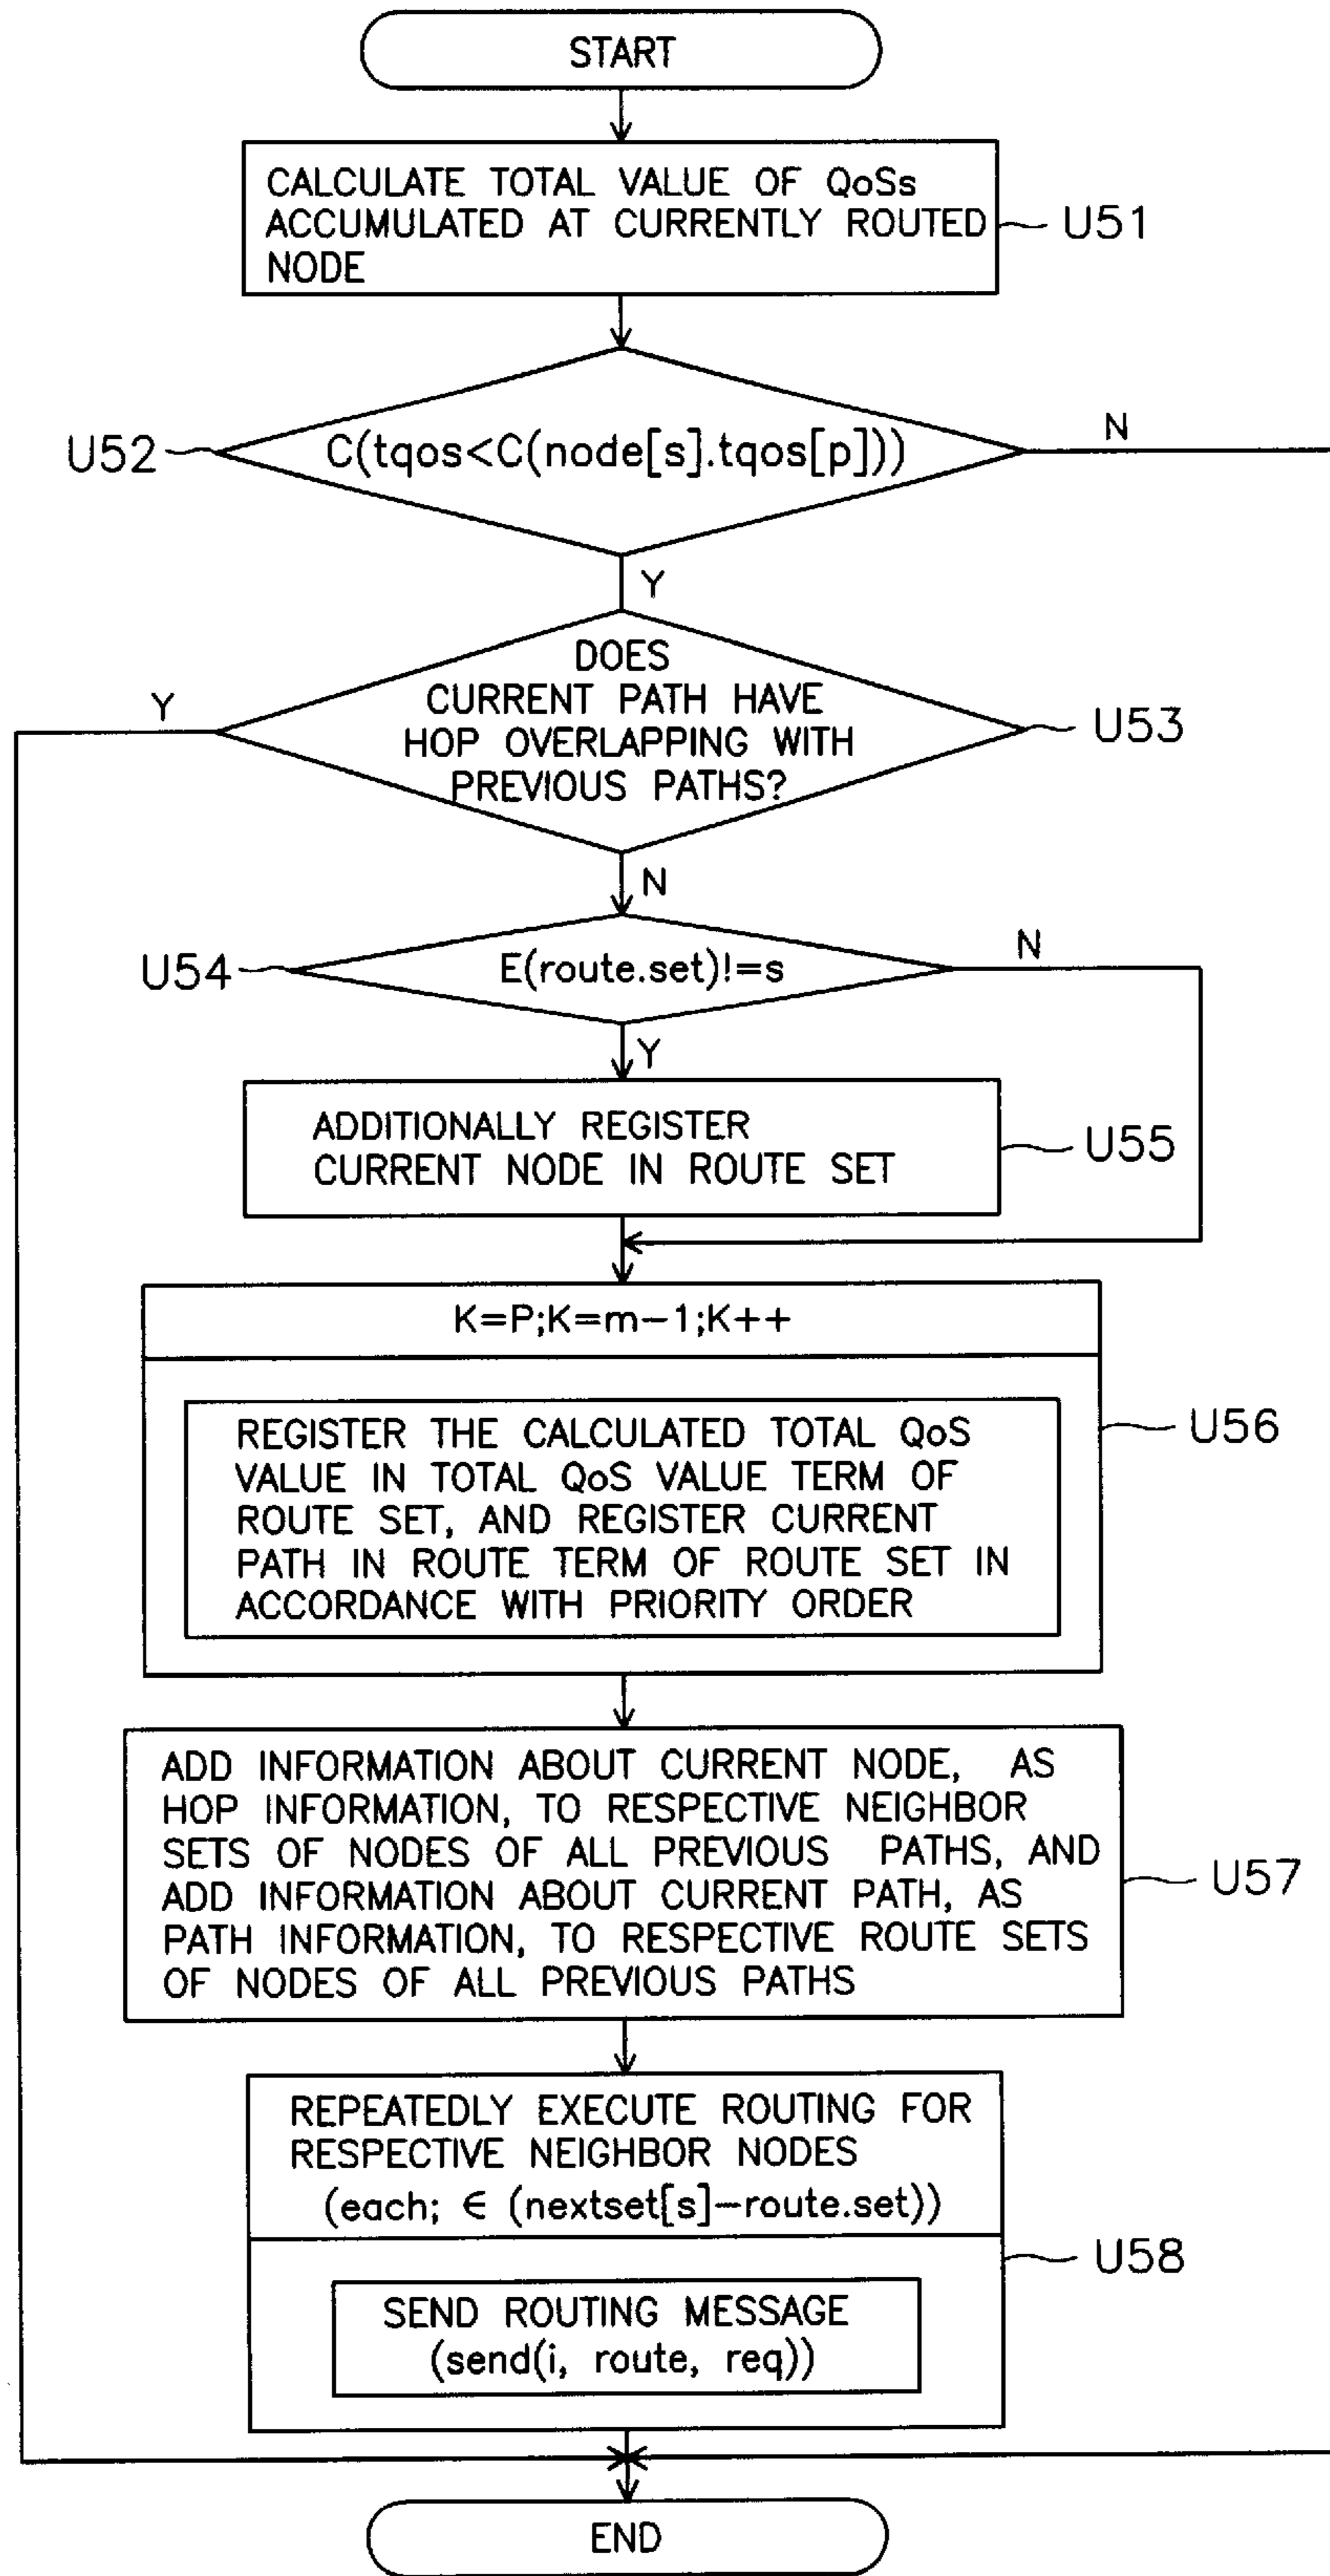 START
CALCULATE TOTAL VALUE OF QoSs
ACCUMULATED AT CURRENTLY ROUTED
NODE
U51
U52
C(tqos<C(node[s].tqos[p]))
N
Y
DOES
CURRENT PATH HAVE
HOP OVERLAPPING WITH
PREVIOUS PATHS?
Y
U53
N
U54
E(route.set)!=s
N
Y
ADDITIONALLY REGISTER
CURRENT NODE IN ROUTE SET
U55
K=P;K=m-1;K++
REGISTER THE CALCULATED TOTAL QoS
VALUE IN TOTAL QoS VALUE TERM OF
ROUTE SET, AND REGISTER CURRENT
PATH IN ROUTE TERM OF ROUTE SET IN
ACCORDANCE WITH PRIORITY ORDER
U56
ADD INFORMATION ABOUT CURRENT NODE, AS
HOP INFORMATION, TO RESPECTIVE NEIGHBOR
SETS OF NODES OF ALL PREVIOUS PATHS, AND
ADD INFORMATION ABOUT CURRENT PATH, AS
PATH INFORMATION, TO RESPECTIVE ROUTE SETS
OF NODES OF ALL PREVIOUS PATHS
U57
REPEATEDLY EXECUTE ROUTING FOR
RESPECTIVE NEIGHBOR NODES
(each; ∈ (nextset[s]-route.set))
U58
SEND ROUTING MESSAGE
(send(i, route, req))
END